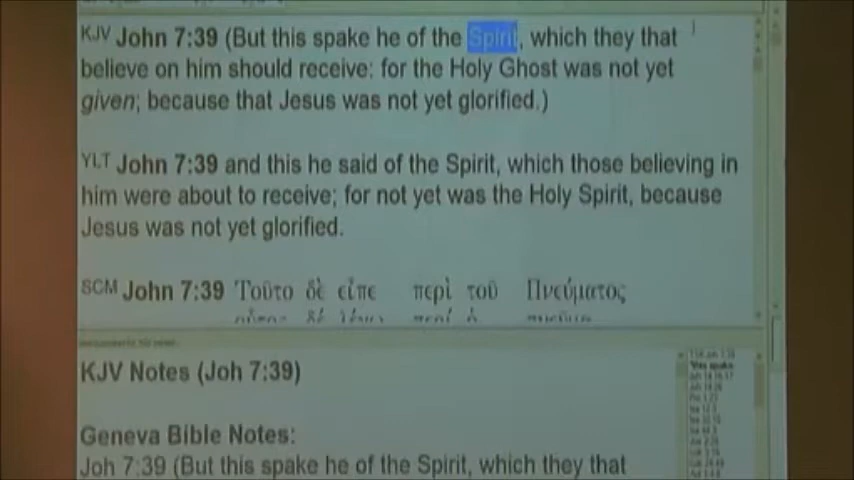 KJV John 7:39 (But this spake he of the Spirit, which they that
believe on him should receive: for the Holy Ghost was not yet
given; because that Jesus was not yet glorified.)
YLT John 7:39 and this he said of the Spirit, which those believing in
him were about to receive; for not yet was the Holy Spirit, because
Jesus was not yet glorified.
SCM John 7:39 Τοῦτο δὲ εἶπε περὶ τοῦ Πνεύματος
KJV Notes (Joh 7:39)
Geneva Bible Notes:
Joh 7:39 (But this spake he of the Spirit, which they that